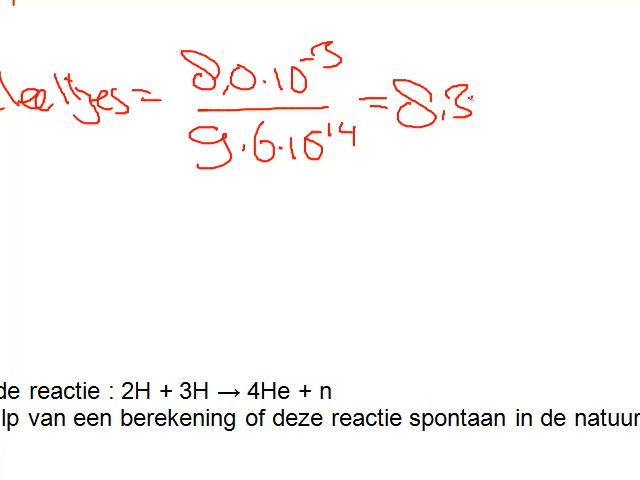 deeltjes = 8,0·10⁻³ / 9,6·10¹⁴ = 8,3
de reactie : 2H + 3H → 4He + n
lp van een berekening of deze reactie spontaan in de natuur